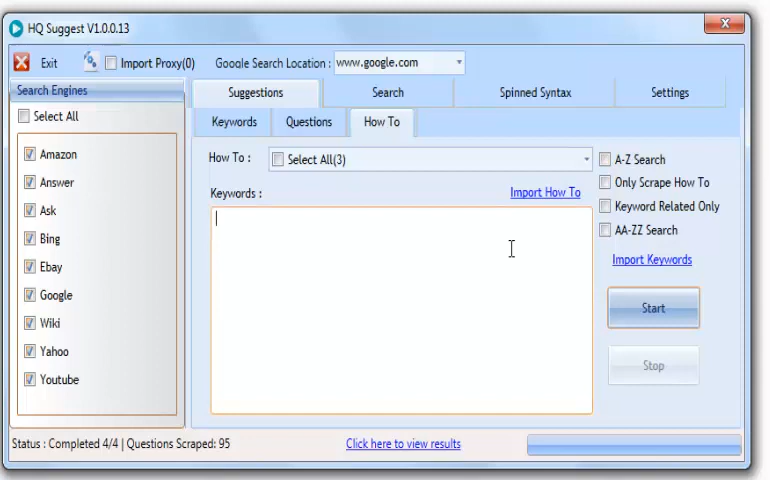 HQ Suggest V1.0.0.13
Exit Import Proxy(0) Google Search Location : www.google.com
Search Engines
Select All
Amazon
Answer
Ask
Bing
Ebay
Google
Wiki
Yahoo
Youtube
Suggestions Search Spinned Syntax Settings
Keywords Questions How To
How To : Select All(3)
Keywords : Import How To
A-Z Search
Only Scrape How To
Keyword Related Only
AA-ZZ Search
Import Keywords
Start
Stop
Status : Completed 4/4 | Questions Scraped: 95 Click here to view results